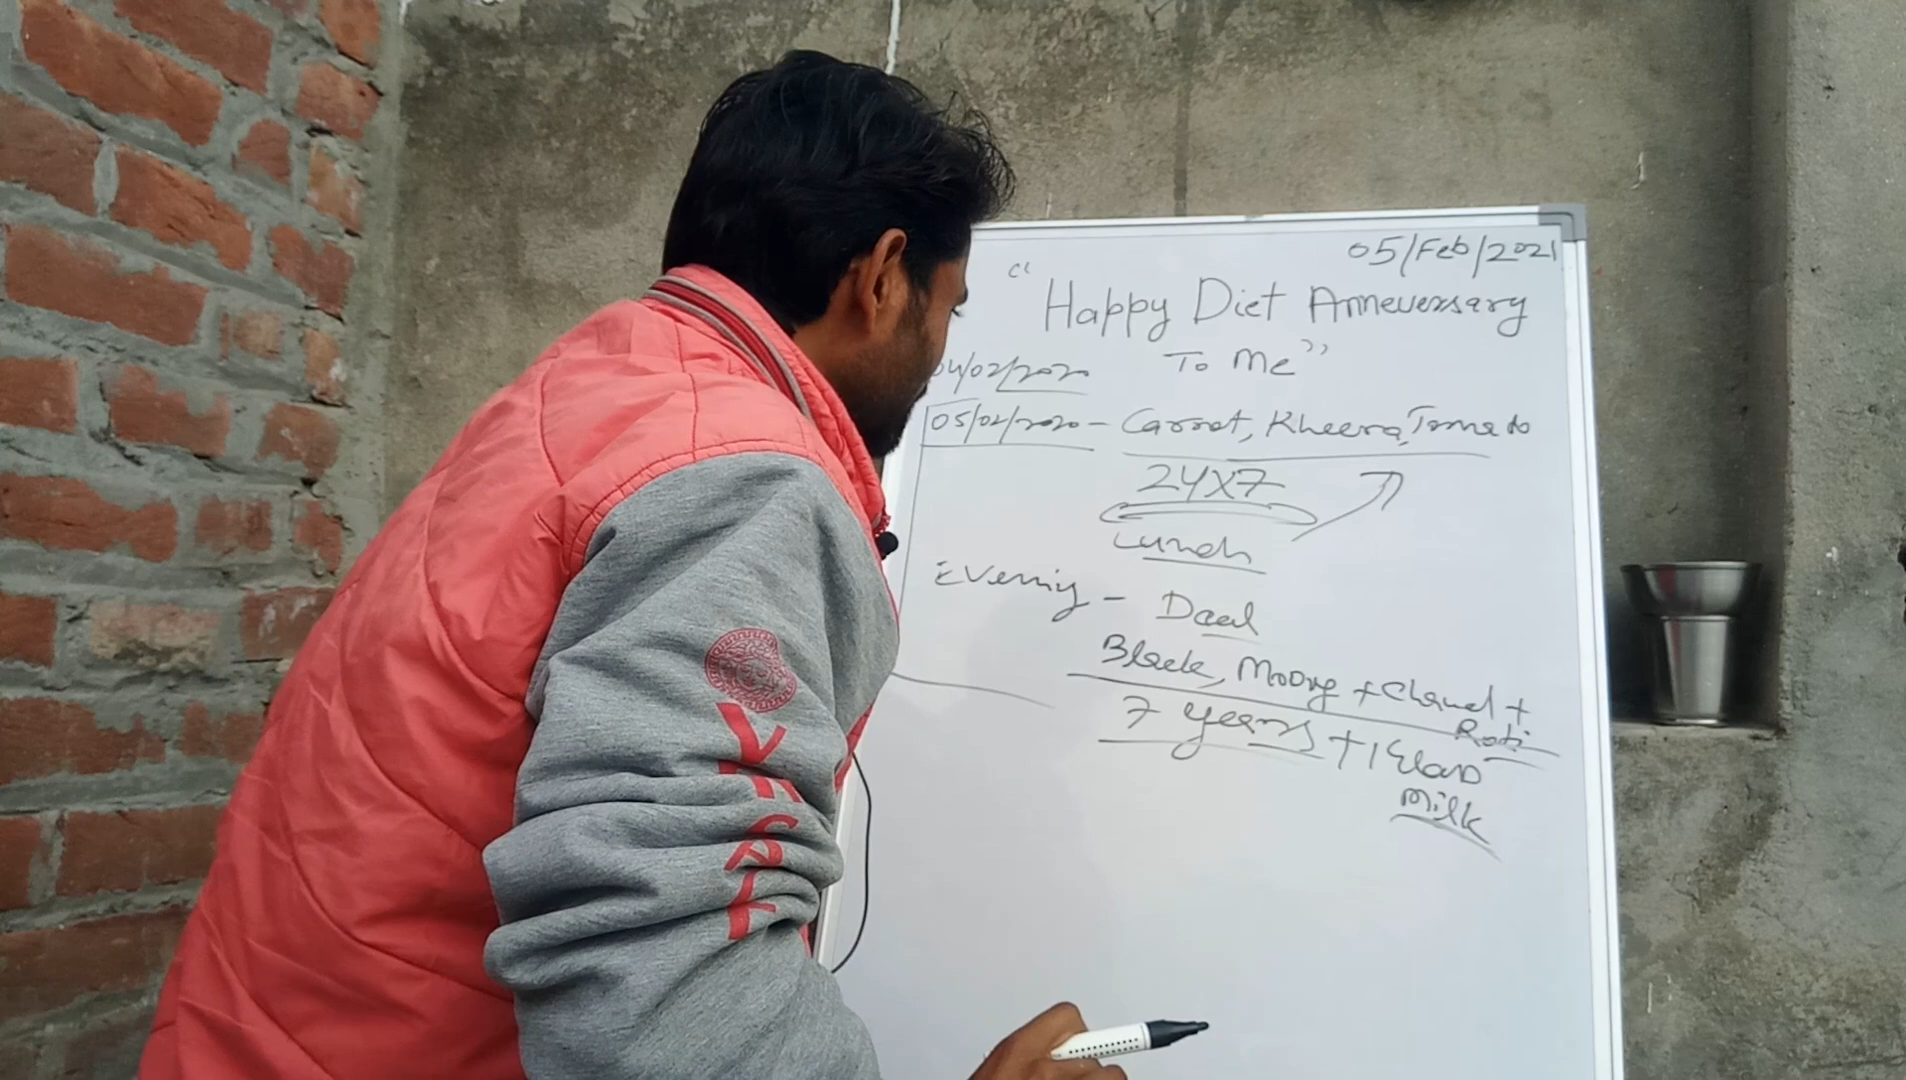 05/Feb/2021
"Happy Diet Anneversary
To Me"
04/02/2020
05/02/2020 - Carrot, Kheera, Tomato
24X7
Lunch
Evening - Daal
Black, Moong + Chawal +
Roti
7 years + 1 Glass
Milk